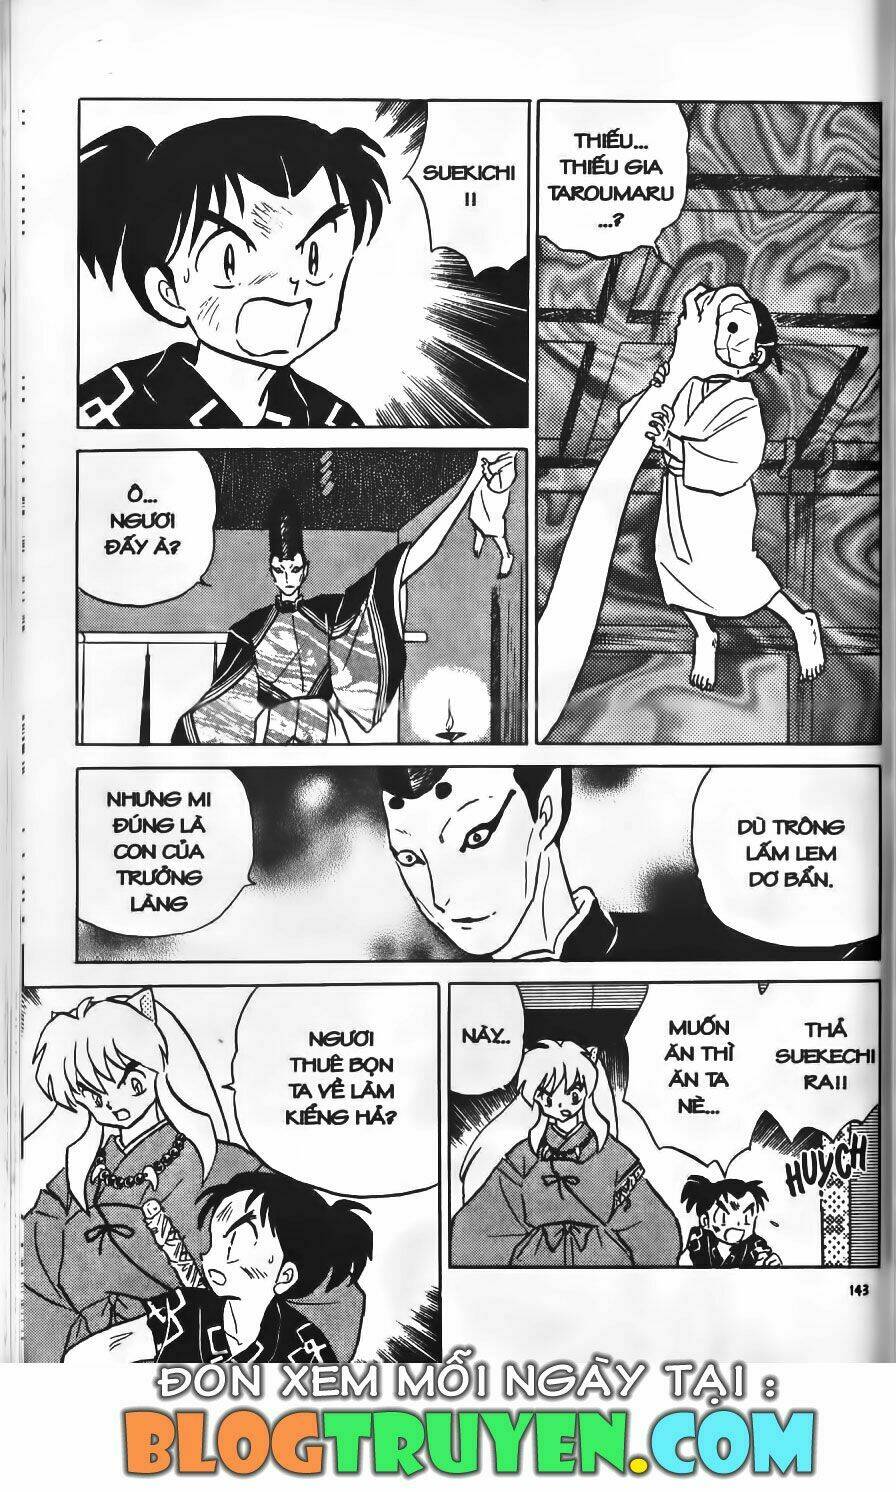 THIẾU...
THIẾU GIA
TAROUMARU
...?
SUEKICHI
!!
Ô...
NGƯƠI
ĐẤY À?
DÙ TRÔNG
LẤM LEM
DƠ BẨN.
NHƯNG MI
ĐÚNG LÀ
CON CỦA
TRƯỞNG
LÀNG
THẢ
SUEKECHI
RA!!
MUỐN
ĂN THÌ
ĂN TA
NÈ...
HUỴCH
NÀY...
NGƯƠI
THUÊ BỌN
TA VỀ LÀM
KIỂNG HẢ?
143
ĐÓN XEM MỖI NGÀY TẠI :
BLOGTRUYEN.COM